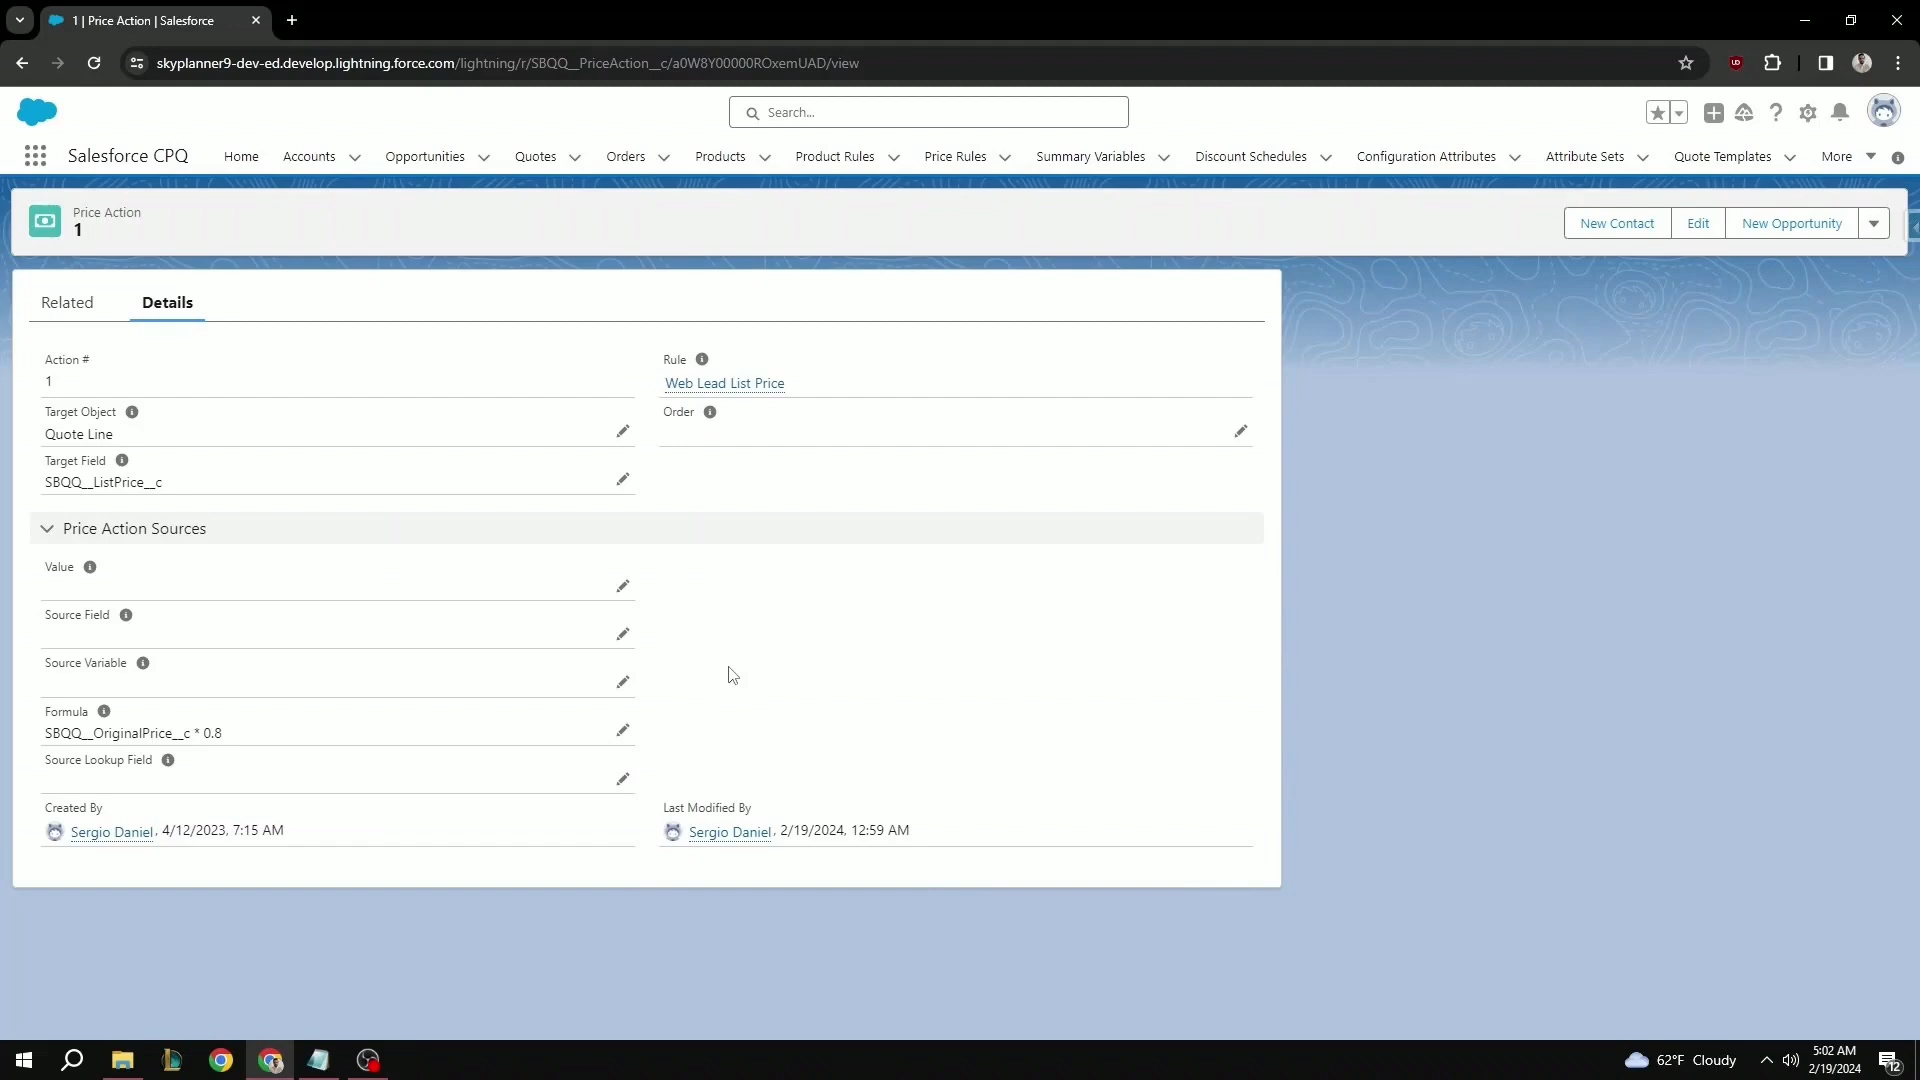 1 | Price Action | Salesforce
skyplanner9-dev-ed.develop.lightning.force.com/lightning/r/SBQQ__PriceAction__c/a0W8Y00000ROxemUAD/view
Search...
Salesforce CPQ Home Accounts Opportunities Quotes Orders Products Product Rules Price Rules Summary Variables Discount Schedules Configuration Attributes Attribute Sets Quote Templates More
Price Action
1
New Contact Edit New Opportunity
Related Details
Action # Rule
1 Web Lead List Price
Target Object Order
Quote Line
Target Field
SBQQ__ListPrice__c
Price Action Sources
Value
Source Field
Source Variable
Formula
SBQQ__OriginalPrice__c * 0.8
Source Lookup Field
Created By Last Modified By
Sergio Daniel, 4/12/2023, 7:15 AM Sergio Daniel, 2/19/2024, 12:59 AM
62°F Cloudy
5:02 AM
2/19/2024
12